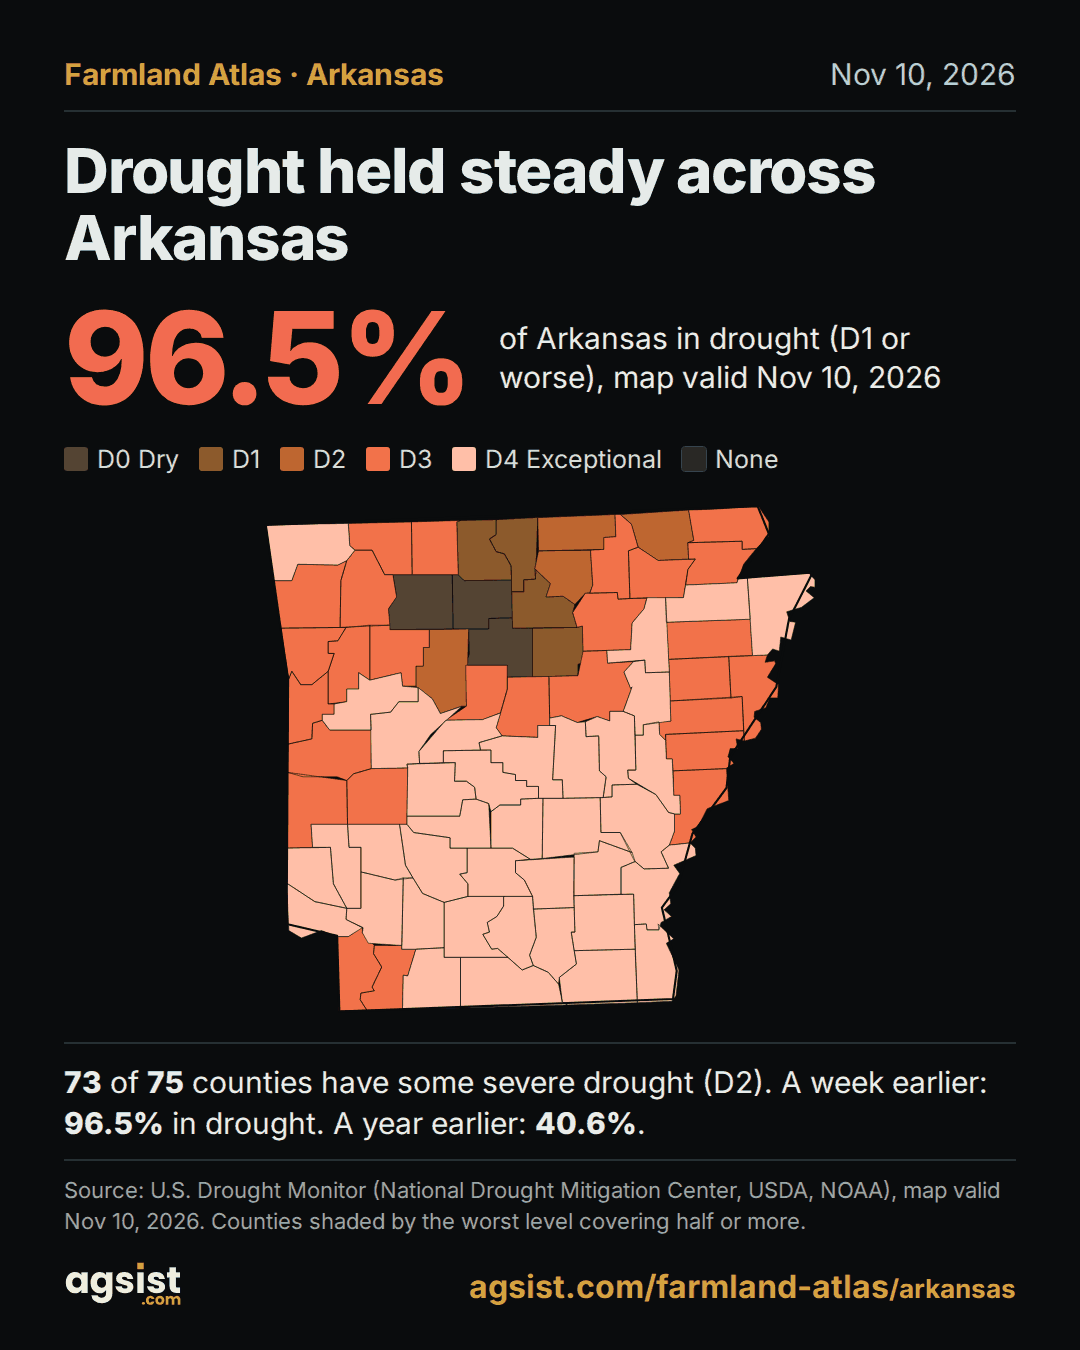 Farmland Atlas · Arkansas
Nov 10, 2026
Drought held steady across
Arkansas
96.5%
of Arkansas in drought (D1 or
worse), map valid Nov 10, 2026
D0 Dry D1 D2 D3 D4 Exceptional None
73 of 75 counties have some severe drought (D2). A week earlier:
96.5% in drought. A year earlier: 40.6%.
Source: U.S. Drought Monitor (National Drought Mitigation Center, USDA, NOAA), map valid
Nov 10, 2026. Counties shaded by the worst level covering half or more.
agsist
.com
agsist.com/farmland-atlas/arkansas